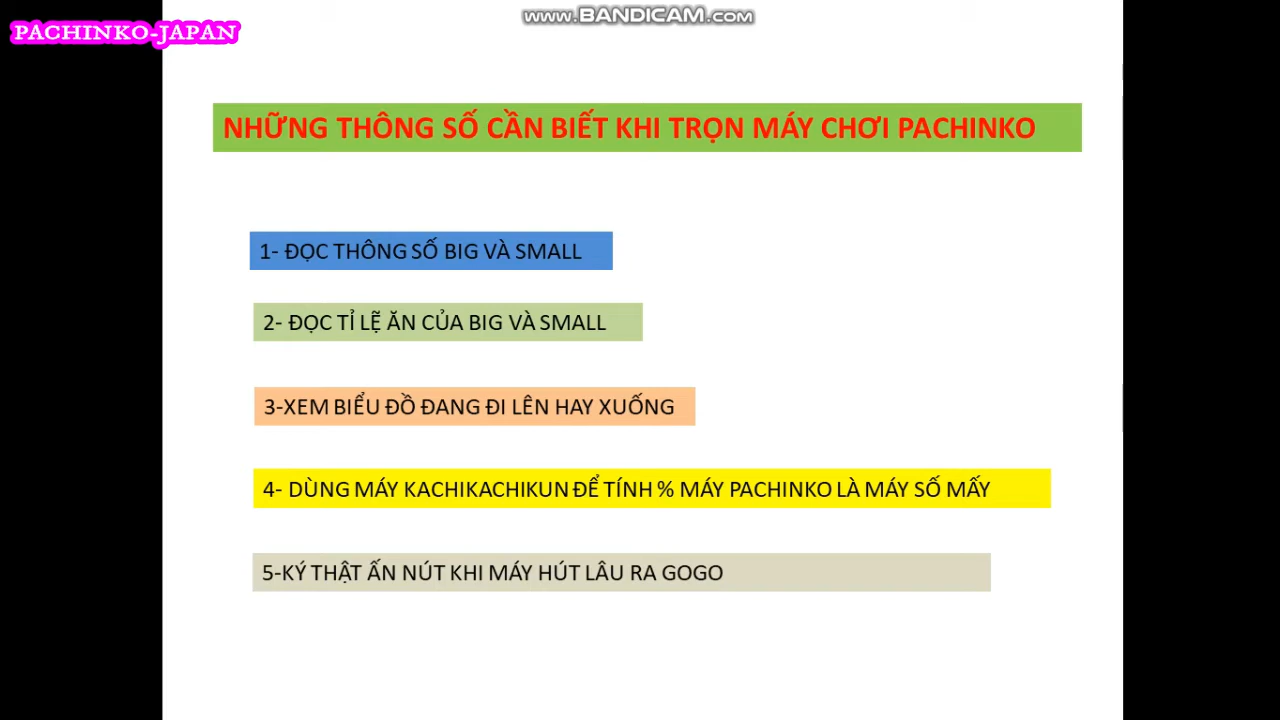 www.BANDICAM.com
PACHINKO-JAPAN
NHỮNG THÔNG SỐ CẦN BIẾT KHI TRỌN MÁY CHƠI PACHINKO
1- ĐỌC THÔNG SỐ BIG VÀ SMALL
2- ĐỌC TỈ LẸ̃ ĂN CỦA BIG VÀ SMALL
3-XEM BIỂU ĐỒ ĐANG ĐI LÊN HAY XUỐNG
4- DÙNG MÁY KACHIKACHIKUN ĐỂ TÍNH % MÁY PACHINKO LÀ MÁY SỐ MẤY
5-KÝ THẬT ẤN NÚT KHI MÁY HÚT LÂU RA GOGO